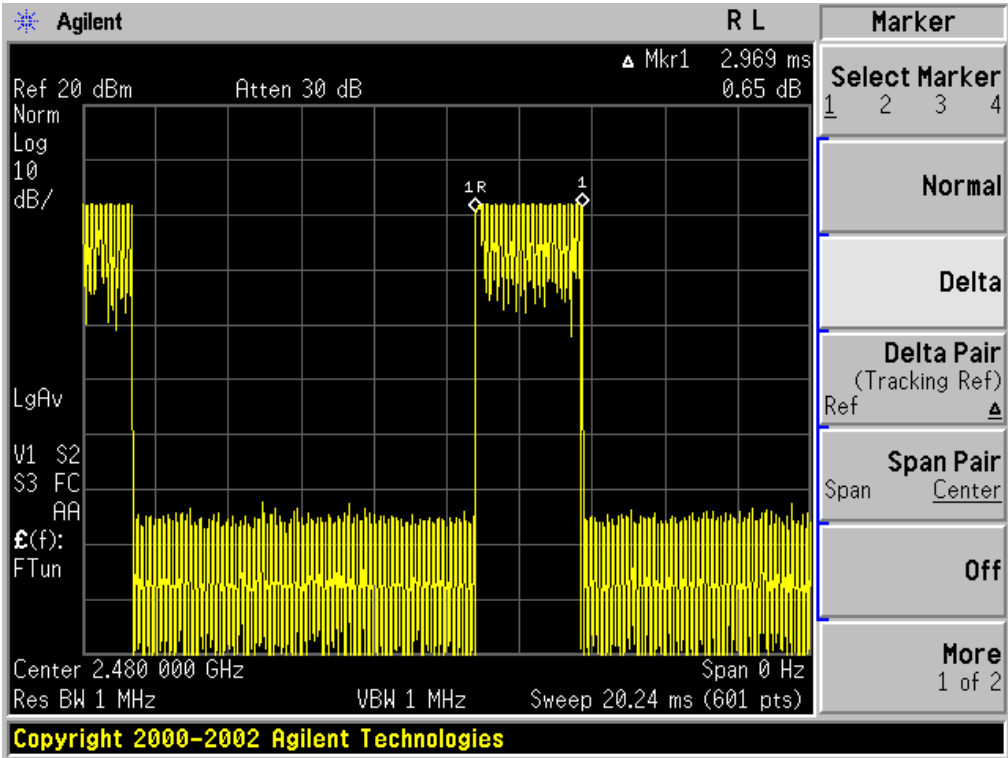 Agilent R L Marker
Δ Mkr1 2.969 ms
Ref 20 dBm Atten 30 dB 0.65 dB
Norm
Log
10
dB/
1R 1
LgAv
V1 S2
S3 FC
AA
£(f):
FTun
Center 2.480 000 GHz Span 0 Hz
Res BW 1 MHz VBW 1 MHz Sweep 20.24 ms (601 pts)
Copyright 2000-2002 Agilent Technologies
Select Marker
1 2 3 4
Normal
Delta
Delta Pair
(Tracking Ref)
Ref Δ
Span Pair
Span Center
Off
More
1 of 2